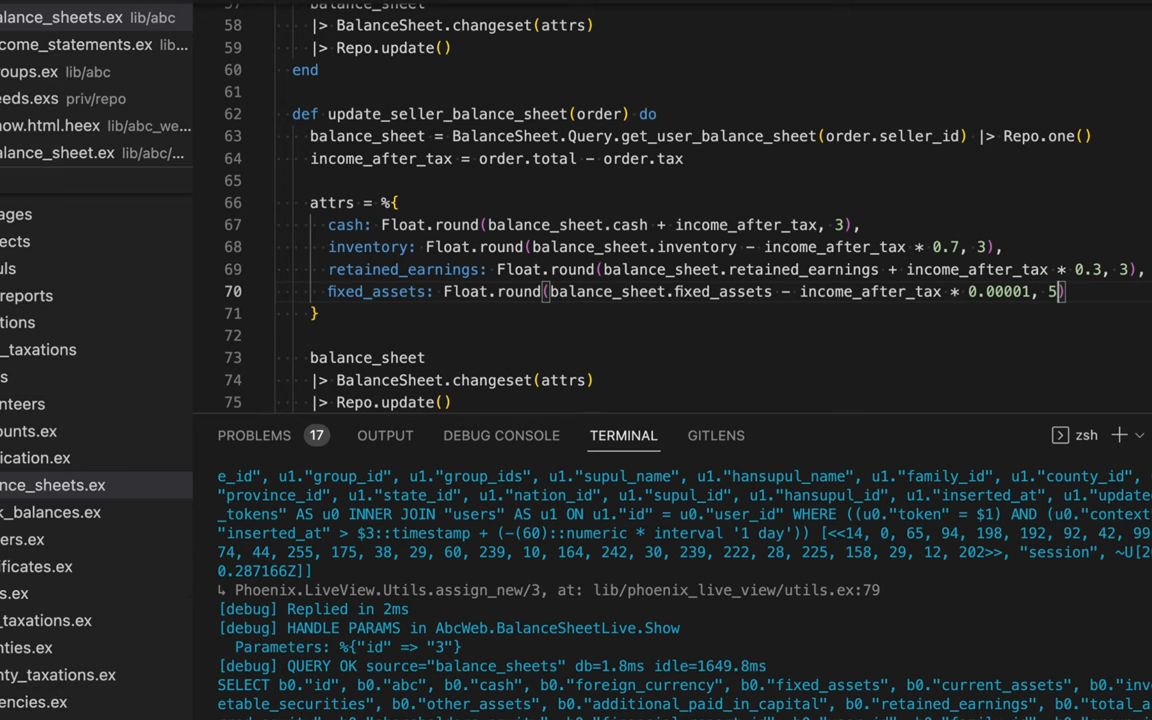 alance_sheets.ex lib/abc
come_statements.ex lib...
roups.ex lib/abc
eeds.exs priv/repo
now.html.heex lib/abc_we...
alance_sheet.ex lib/abc/...
ages
ects
uls
reports
tions
_taxations
s
nteers
ounts.ex
ication.ex
nce_sheets.ex
k_balances.ex
ers.ex
ificates.ex
s.ex
_taxations.ex
nties.ex
nty_taxations.ex
encies.ex
57 balance_sheet
58 |> BalanceSheet.changeset(attrs)
59 |> Repo.update()
60 end
61
62 def update_seller_balance_sheet(order) do
63 balance_sheet = BalanceSheet.Query.get_user_balance_sheet(order.seller_id) |> Repo.one()
64 income_after_tax = order.total - order.tax
65
66 attrs = %{
67 cash: Float.round(balance_sheet.cash + income_after_tax, 3),
68 inventory: Float.round(balance_sheet.inventory - income_after_tax * 0.7, 3),
69 retained_earnings: Float.round(balance_sheet.retained_earnings + income_after_tax * 0.3, 3),
70 fixed_assets: Float.round(balance_sheet.fixed_assets - income_after_tax * 0.00001, 5)
71 }
72
73 balance_sheet
74 |> BalanceSheet.changeset(attrs)
75 |> Repo.update()
PROBLEMS 17 OUTPUT DEBUG CONSOLE TERMINAL GITLENS zsh
e_id", u1."group_id", u1."group_ids", u1."supul_name", u1."hansupul_name", u1."family_id", u1."county_id",
"province_id", u1."state_id", u1."nation_id", u1."supul_id", u1."hansupul_id", u1."inserted_at", u1."update
_tokens" AS u0 INNER JOIN "users" AS u1 ON u1."id" = u0."user_id" WHERE ((u0."token" = $1) AND (u0."context
"inserted_at" > $3::timestamp + (-(60)::numeric * interval '1 day')) [<<14, 0, 65, 94, 198, 192, 92, 42, 99
74, 44, 255, 175, 38, 29, 60, 239, 10, 164, 242, 30, 239, 222, 28, 225, 158, 29, 12, 202>>, "session", ~U[2
0.287166Z]]
↳ Phoenix.LiveView.Utils.assign_new/3, at: lib/phoenix_live_view/utils.ex:79
[debug] Replied in 2ms
[debug] HANDLE PARAMS in AbcWeb.BalanceSheetLive.Show
Parameters: %{"id" => "3"}
[debug] QUERY OK source="balance_sheets" db=1.8ms idle=1649.8ms
SELECT b0."id", b0."abc", b0."cash", b0."foreign_currency", b0."fixed_assets", b0."current_assets", b0."inv
etable_securities", b0."other_assets", b0."additional_paid_in_capital", b0."retained_earnings", b0."total_a